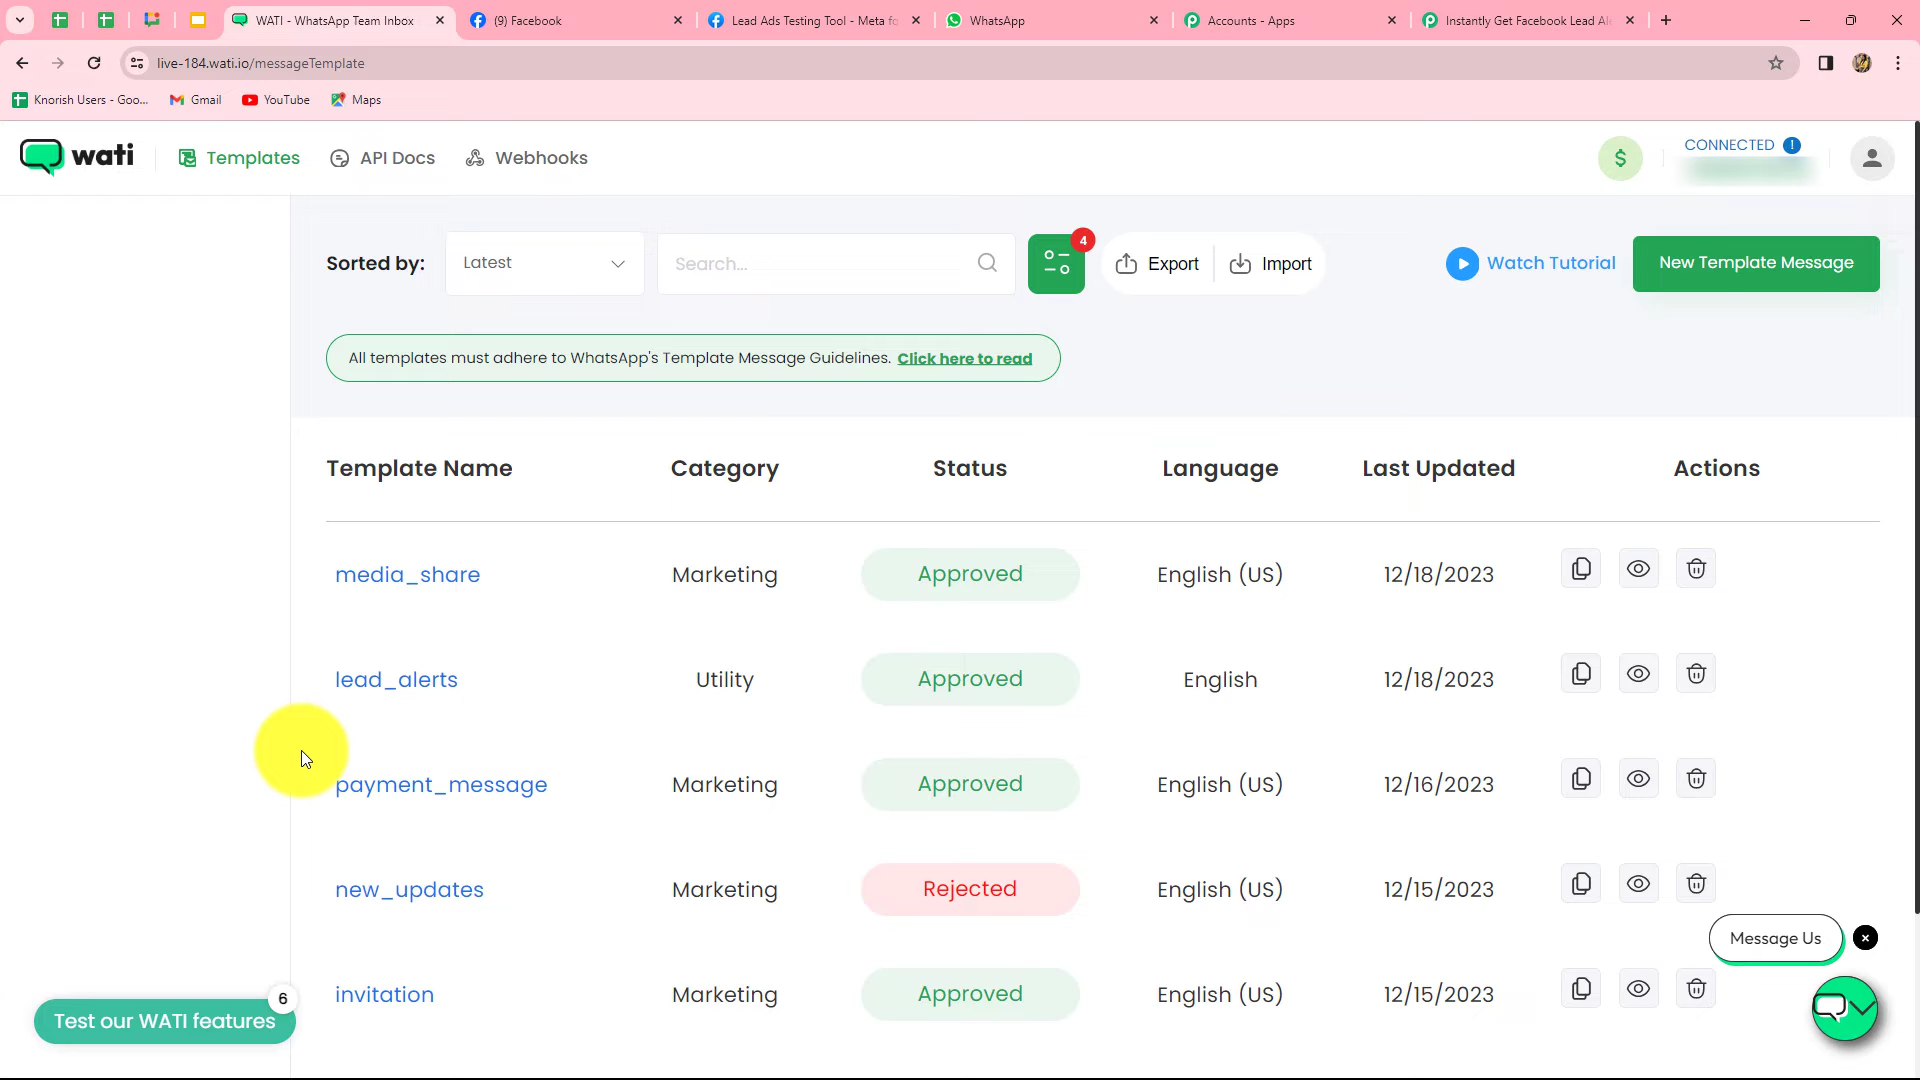 WATI - WhatsApp Team Inbox
(9) Facebook
Lead Ads Testing Tool - Meta fo
WhatsApp
Accounts - Apps
Instantly Get Facebook Lead Al
live-184.wati.io/messageTemplate
Knorish Users - Goo...
Gmail
YouTube
Maps
wati
Templates
API Docs
Webhooks
$
CONNECTED
Sorted by:
Latest
Search...
4
Export
Import
Watch Tutorial
New Template Message
All templates must adhere to WhatsApp's Template Message Guidelines. Click here to read
Template Name Category Status Language Last Updated Actions
media_share Marketing Approved English (US) 12/18/2023
lead_alerts Utility Approved English 12/18/2023
payment_message Marketing Approved English (US) 12/16/2023
new_updates Marketing Rejected English (US) 12/15/2023
Message Us
invitation Marketing Approved English (US) 12/15/2023
6
Test our WATI features